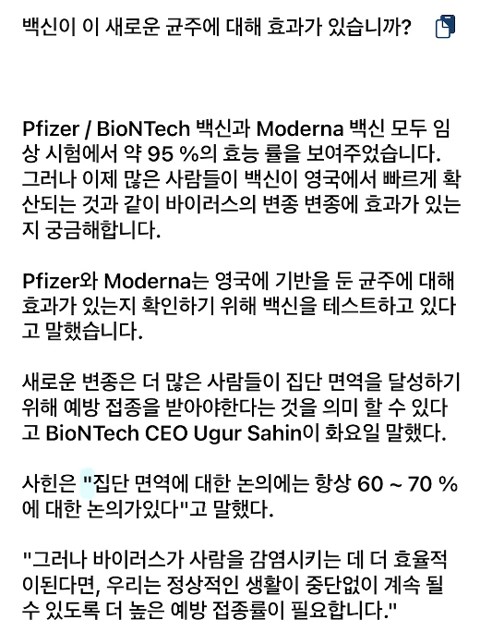 백신이 이 새로운 균주에 대해 효과가 있습니까?
Pfizer / BioNTech 백신과 Moderna 백신 모두 임
상 시험에서 약 95 %의 효능 률을 보여주었습니다.
그러나 이제 많은 사람들이 백신이 영국에서 빠르게 확
산되는 것과 같이 바이러스의 변종 변종에 효과가 있는
지 궁금해합니다.
Pfizer와 Moderna는 영국에 기반을 둔 균주에 대해
효과가 있는지 확인하기 위해 백신을 테스트하고 있다
고 말했습니다.
새로운 변종은 더 많은 사람들이 집단 면역을 달성하기
위해 예방 접종을 받아야한다는 것을 의미 할 수 있다
고 BioNTech CEO Ugur Sahin이 화요일 말했다.
사힌은 "집단 면역에 대한 논의에는 항상 60 ~ 70 %
에 대한 논의가있다"고 말했다.
"그러나 바이러스가 사람을 감염시키는 데 더 효율적
이된다면, 우리는 정상적인 생활이 중단없이 계속 될
수 있도록 더 높은 예방 접종률이 필요합니다."